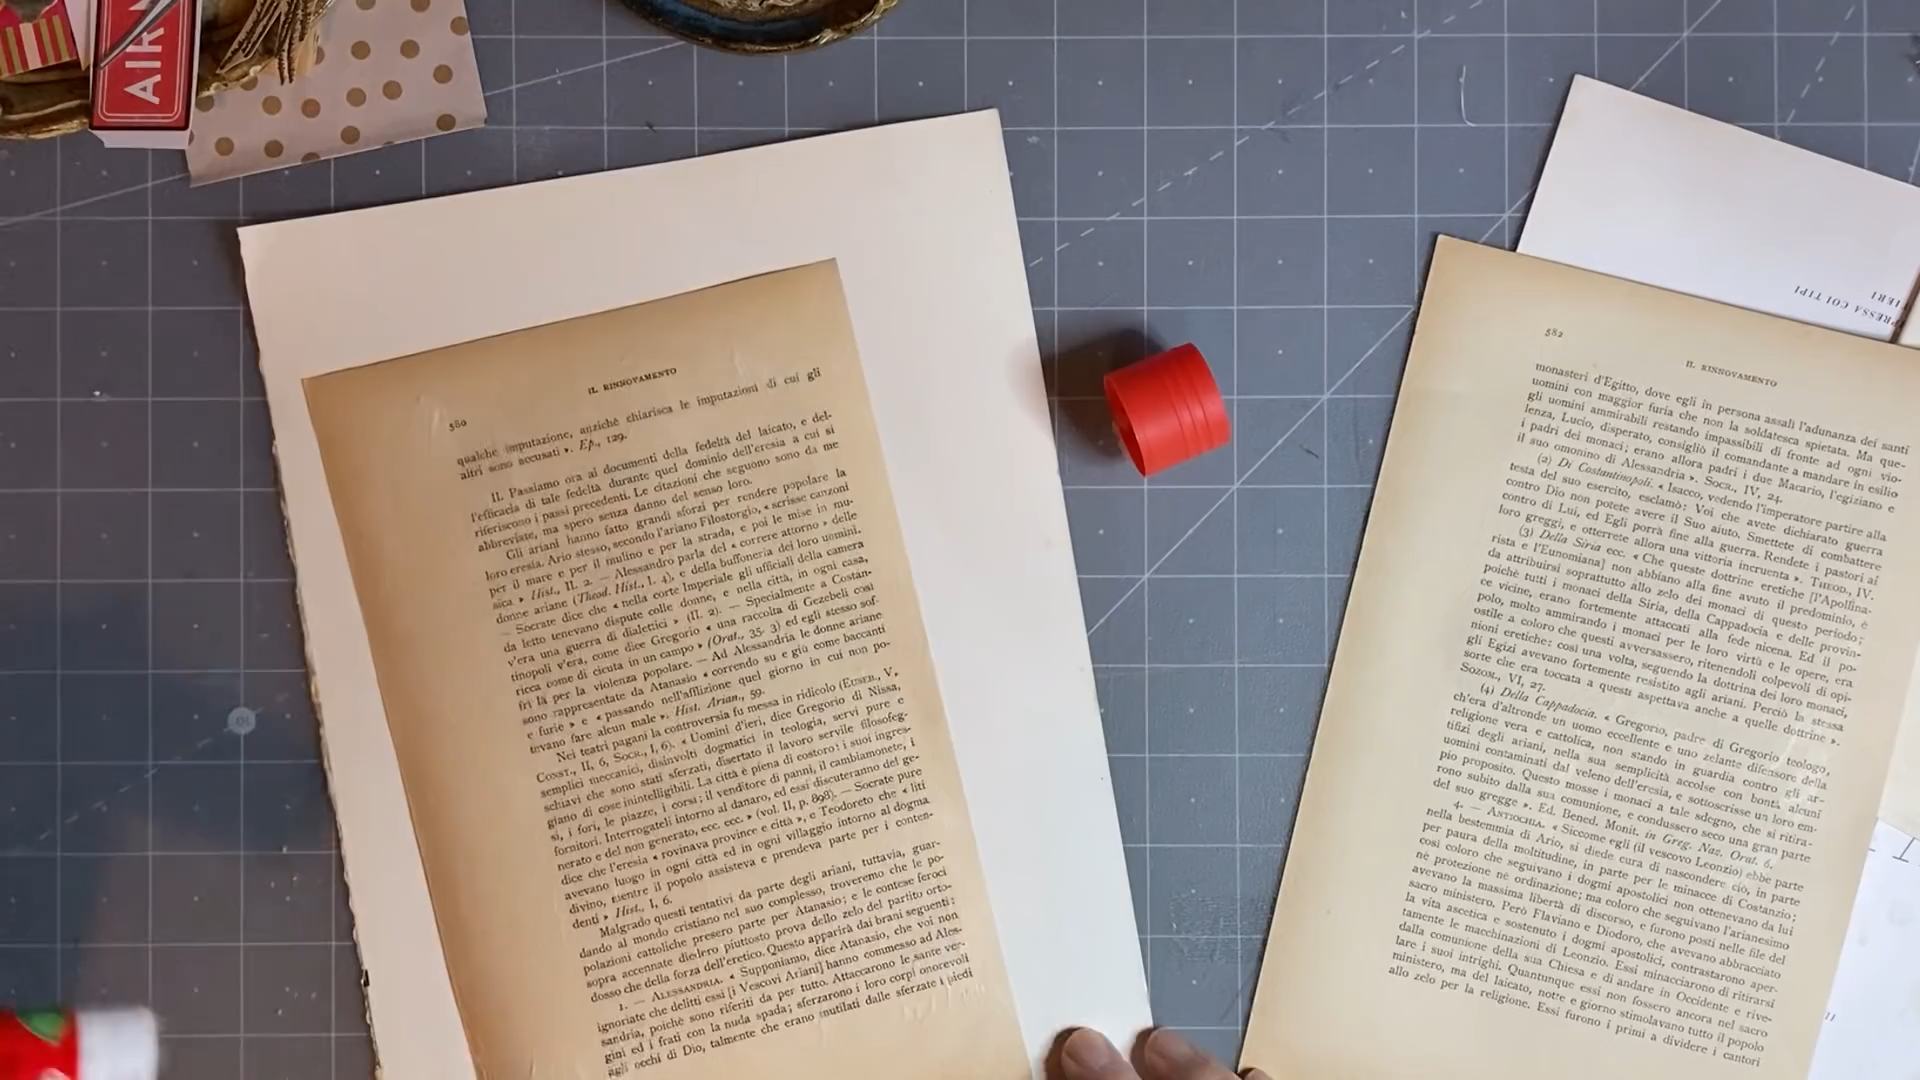 AIRM
580
IL RINNOVAMENTO
qualche imputazione, anzichè chiarisca le imputazioni di cui gli
altri sono accusati ». Ep., 129.
II. Passiamo ora ai documenti della fedeltà del laicato, e del-
l'efficacia di tale fedeltà durante quel dominio dell'eresia a cui si
riferiscono i passi precedenti. Le citazioni che seguono sono da me
abbreviate, ma spero senza danno del senso loro.
Gli ariani hanno fatto grandi sforzi per rendere popolare la
loro eresia. Ario stesso, secondo l'ariano Filostorgio, « scrisse canzoni
per il mare e per il mulino e per la strada, e poi le mise in mu-
sica » Hist., II. 2. — Alessandro parla del « correre attorno » delle
donne ariane (Theod. Hist., I. 4), e della buffoneria dei loro uomini.
— Socrate dice che « nella corte Imperiale gli ufficiali della camera
da letto tenevano dispute colle donne, e nella città, in ogni casa,
v'era una guerra di dialettici » (II. 2). — Specialmente a Costan-
tinopoli v'era, come dice Gregorio « una raccolta di Gezebeli così
ricca come di cicuta in un campo » (Orat., 35. 3) ed egli stesso sof-
frì là per la violenza popolare. — Ad Alessandria le donne ariane
sono rappresentate da Atanasio « correndo su e giù come baccanti
e furie » e « passando nell'afflizione quel giorno in cui non po-
tevano fare alcun male ». Hist. Arian., 59.
Nei teatri pagani la controversia fu messa in ridicolo (EUSEB., V,
CONST., II, 6, SOCR., I, 6). « Uomini d'ieri, dice Gregorio di Nissa,
semplici meccanici, disinvolti dogmatici in teologia, servi pure e
schiavi che sono stati sferzati, disertato il lavoro servile filosofeg-
giano di cose inintelligibili. La città è piena di costoro: i suoi ingres-
si, i fori, le piazze, i corsi; il venditore di panni, il cambiamonete, i
fornitori. Interrogateli intorno al danaro, ed essi discuteranno del ge-
nerato e del non generato, ecc. ecc. » (vol. II, p. 898). — Socrate pure
dice che l'eresia « rovinava province e città », e Teodoreto che « liti
avevano luogo in ogni città ed in ogni villaggio intorno al dogma
divino, mentre il popolo assisteva e prendeva parte per i conten-
denti » Hist., I, 6.
Malgrado questi tentativi da parte degli ariani, tuttavia, guar-
dando al mondo cristiano nel suo complesso, troveremo che le po-
polazioni cattoliche presero parte per Atanasio; e le contese feroci
sopra accennate diedero piuttosto prova dello zelo del partito orto-
dosso che della forza dell'eretico. Questo apparirà dai brani seguenti:
1. — ALESSANDRIA. « Supponiamo, dice Atanasio, che voi non
ignoriate che delitti essi [i Vescovi Ariani] hanno commesso ad Ales-
sandria, poichè sono riferiti da per tutto. Attaccarono le sante ver-
gini ed i frati con la nuda spada; sferzarono i loro corpi onorevoli
agli occhi di Dio, talmente che erano mutilati dalle sferzate i piedi
PRESSA COI TIPI
IERI
582
IL RINNOVAMENTO
monasteri d'Egitto, dove egli in persona assalì l'adunanza dei santi
uomini con maggior furia che non la soldatesca spietata. Ma que-
gli uomini ammirabili restando impassibili di fronte ad ogni vio-
lenza, Lucio, disperato, consigliò il comandante a mandare in esilio
i padri dei monaci; erano allora padri i due Macario, l'egiziano e
il suo omonino di Alessandria ». SOCR., IV, 24.
(2) Di Costantinopoli. « Isacco, vedendo l'imperatore partire alla
testa del suo esercito, esclamò: Voi che avete dichiarato guerra
contro Dio non potete avere il Suo aiuto. Smettete di combattere
contro di Lui, ed Egli porrà fine alla guerra. Rendete i pastori ai
loro greggi, e otterrete allora una vittoria incruenta ». THEOD., IV.
(3) Della Siria ecc. « Che queste dottrine eretiche [l'Apollina-
rista e l'Eunomiana] non abbiano alla fine avuto il predominio, è
da attribuirsi soprattutto allo zelo dei monaci di questo periodo;
poichè tutti i monaci della Siria, della Cappadocia e delle provin-
ce vicine, erano fortemente attaccati alla fede nicena. Ed il po-
polo, molto ammirando i monaci per le loro virtù e le opere, era
ostile a coloro che questi avversassero, ritenendoli colpevoli di opi-
nioni eretiche: così una volta, seguendo la dottrina dei loro monaci,
gli Egizi avevano fortemente resistito agli ariani. Perciò la stessa
sorte che era toccata a questi aspettava anche a quelle dottrine ».
SOZOM., VI, 27.
(4) Della Cappadocia. « Gregorio, padre di Gregorio teologo,
ch'era d'altronde un uomo eccellente e uno zelante difensore della
religione vera e cattolica, non stando in guardia contro gli ar-
tifizi degli ariani, nella sua semplicità accolse con bontà alcuni
uomini contaminati dal veleno dell'eresia, e sottoscrisse un loro em-
pio proposito. Questo mosse i monaci a tale sdegno, che si ritira-
rono subito dalla sua comunione, e condussero seco una gran parte
del suo gregge ». Ed. Bened. Monit. in Greg. Naz. Orat. 6.
4. — ANTIOCHIA. « Siccome egli (il vescovo Leonzio) ebbe parte
nella bestemmia di Ario, si diede cura di nascondere ciò, in parte
per paura della moltitudine, in parte per le minacce di Costanzio;
così coloro che seguivano i dogmi apostolici non ottenevano da lui
nè protezione nè ordinazione; ma coloro che seguivano l'arianesimo
avevano la massima libertà di discorso, e furono posti nelle file del
sacro ministero. Però Flaviano e Diodoro, che avevano abbracciato
la vita ascetica e sostenuto i dogmi apostolici, contrastarono aper-
tamente le macchinazioni di Leonzio. Essi minacciarono di ritirarsi
dalla comunione della sua Chiesa e di andare in Occidente e rive-
lare i suoi intrighi. Quantunque essi non fossero ancora nel sacro
ministero, ma del laicato, notte e giorno stimolavano tutto il popolo
allo zelo per la religione. Essi furono i primi a dividere i cantori